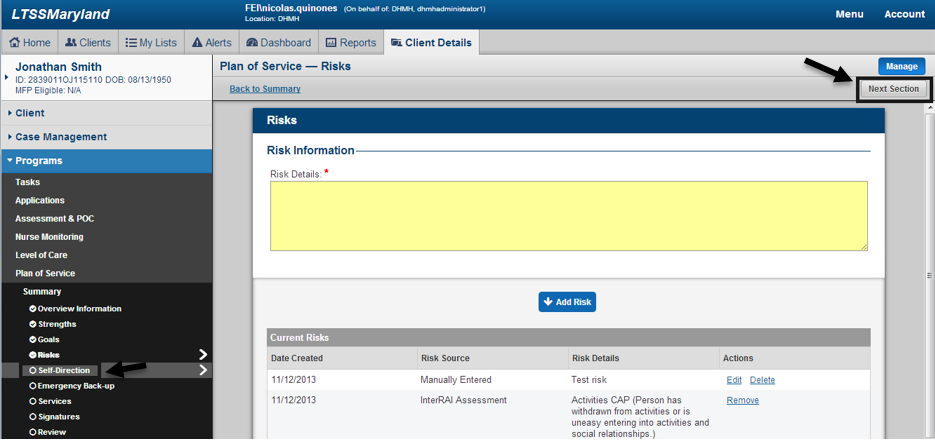 LTSSMaryland
FEI\nicolas.quinones (On behalf of: DHMH, dhmhadministrator1)
Location: DHMH
Menu Account
Home Clients My Lists Alerts Dashboard Reports Client Details
Jonathan Smith
ID: 2839011OJ115110 DOB: 08/13/1950
MFP Eligible: N/A
Client
Case Management
Programs
Tasks
Applications
Assessment & POC
Nurse Monitoring
Level of Care
Plan of Service
Summary
Overview Information
Strengths
Goals
Risks
Self-Direction
Emergency Back-up
Services
Signatures
Review
Plan of Service — Risks
Manage
Back to Summary
Next Section
Risks
Risk Information
Risk Details: *
Add Risk
Current Risks
Date Created Risk Source Risk Details Actions
11/12/2013 Manually Entered Test risk Edit Delete
11/12/2013 InterRAI Assessment Activities CAP (Person has Remove
withdrawn from activities or is
uneasy entering into activities and
social relationships.)